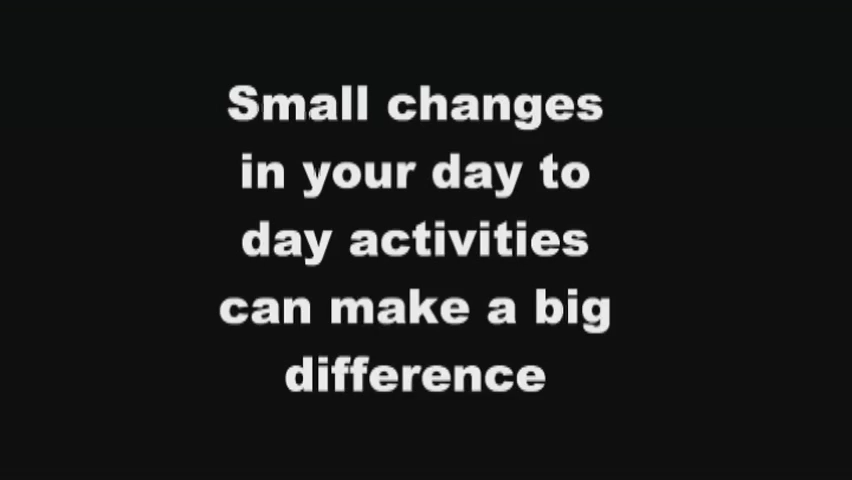 Small changes
in your day to
day activities
can make a big
difference